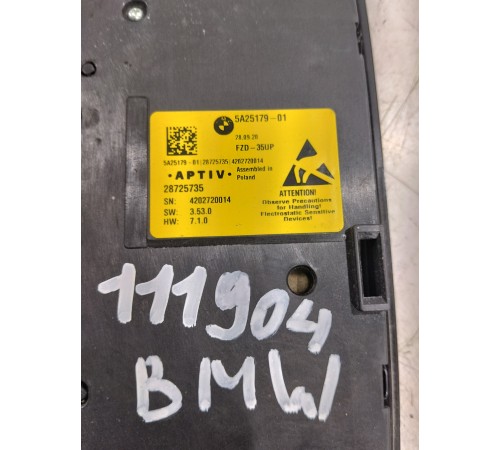 5A25179-01
28.09.20
FZD-35UP
5A25179-01|28725735|4202720014
•APTIV•
Assembled in
Poland
28725735
SN: 4202720014
SW: 3.53.0
HW: 7.1.0
ATTENTION!
Observe Precautions
for Handling!
Electrostatic Sensitive
Devices!
111904
BMW